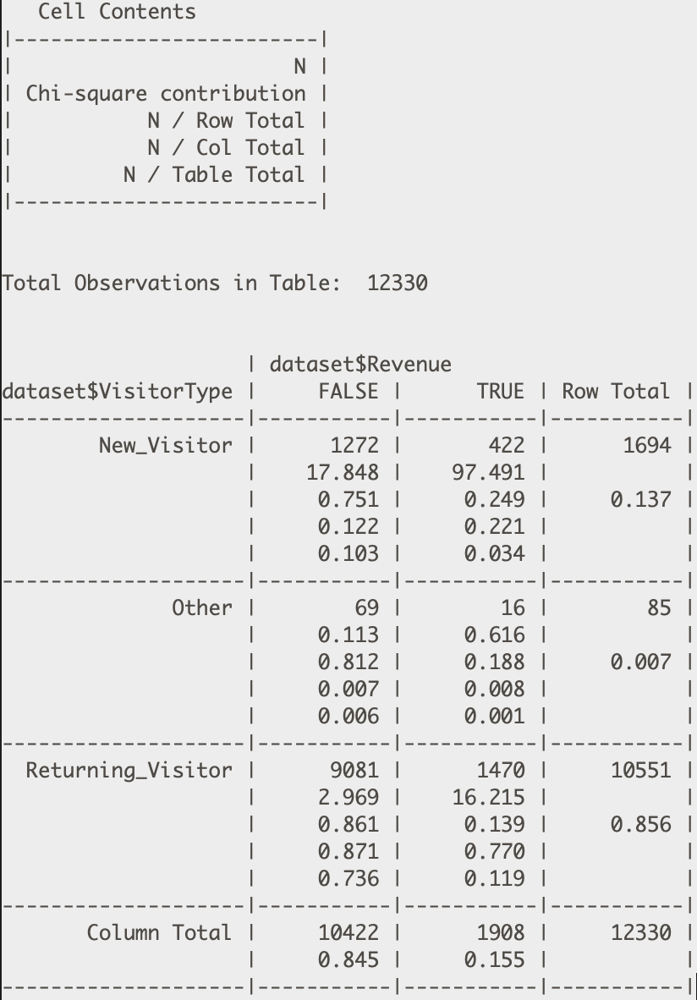 Cell Contents
|-------------------------|
|                       N |
| Chi-square contribution |
|           N / Row Total |
|           N / Col Total |
|         N / Table Total |
|-------------------------|
Total Observations in Table:  12330
                    | dataset$Revenue
dataset$VisitorType |     FALSE |      TRUE | Row Total |
--------------------|-----------|-----------|-----------|
        New_Visitor |      1272 |       422 |      1694 |
                    |    17.848 |    97.491 |           |
                    |     0.751 |     0.249 |     0.137 |
                    |     0.122 |     0.221 |           |
                    |     0.103 |     0.034 |           |
--------------------|-----------|-----------|-----------|
              Other |        69 |        16 |        85 |
                    |     0.113 |     0.616 |           |
                    |     0.812 |     0.188 |     0.007 |
                    |     0.007 |     0.008 |           |
                    |     0.006 |     0.001 |           |
--------------------|-----------|-----------|-----------|
  Returning_Visitor |      9081 |      1470 |     10551 |
                    |     2.969 |    16.215 |           |
                    |     0.861 |     0.139 |     0.856 |
                    |     0.871 |     0.770 |           |
                    |     0.736 |     0.119 |           |
--------------------|-----------|-----------|-----------|
       Column Total |     10422 |      1908 |     12330 |
                    |     0.845 |     0.155 |           |
--------------------|-----------|-----------|-----------|